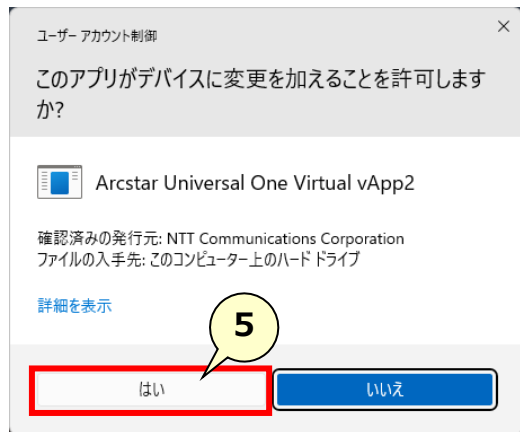 ユーザー アカウント制御
このアプリがデバイスに変更を加えることを許可します
か?
Arcstar Universal One Virtual vApp2
確認済みの発行元: NTT Communications Corporation
ファイルの入手先: このコンピューター上のハード ドライブ
詳細を表示
5
はい
いいえ